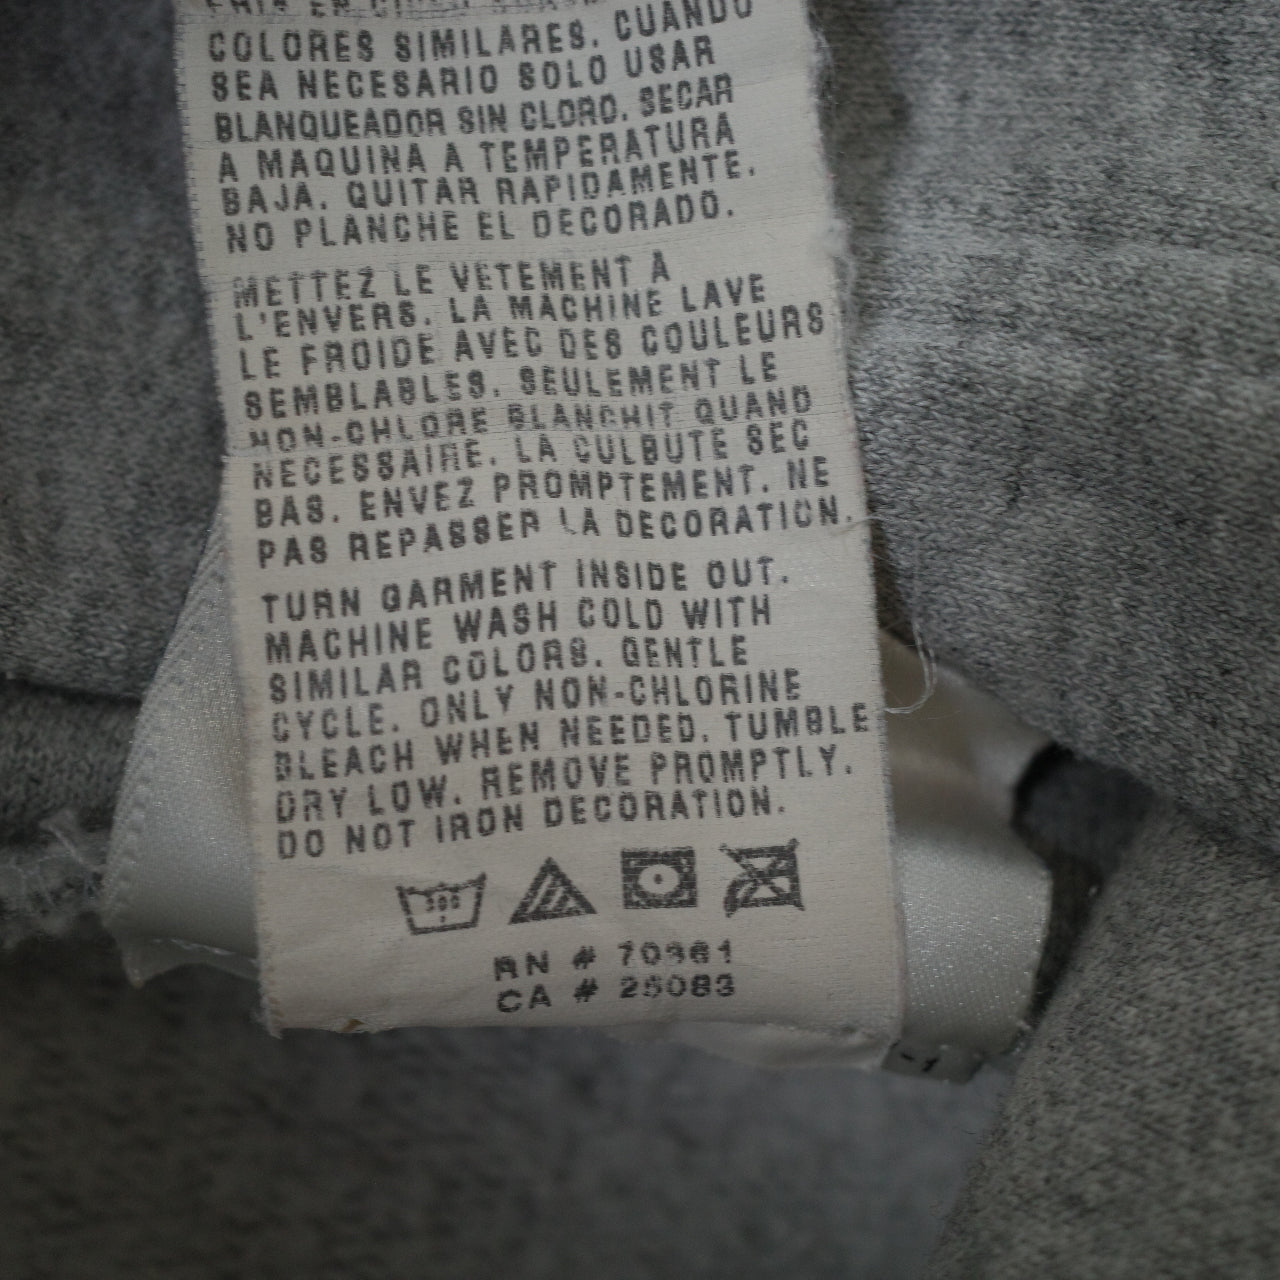 COLORES SIMILARES. CUANDO
SEA NECESARIO SOLO USAR
BLANQUEADOR SIN CLORO. SECAR
A MAQUINA A TEMPERATURA
BAJA. QUITAR RAPIDAMENTE.
NO PLANCHE EL DECORADO.
METTEZ LE VETEMENT A
L'ENVERS. LA MACHINE LAVE
LE FROIDE AVEC DES COULEURS
SEMBLABLES. SEULEMENT LE
NON-CHLORE BLANCHIT QUAND
NECESSAIRE. LA CULBUTE SEC
BAS. ENVEZ PROMPTEMENT. NE
PAS REPASSER LA DECORATION.
TURN GARMENT INSIDE OUT.
MACHINE WASH COLD WITH
SIMILAR COLORS. GENTLE
CYCLE. ONLY NON-CHLORINE
BLEACH WHEN NEEDED. TUMBLE
DRY LOW. REMOVE PROMPTLY.
DO NOT IRON DECORATION.
RN # 70361
CA # 25083